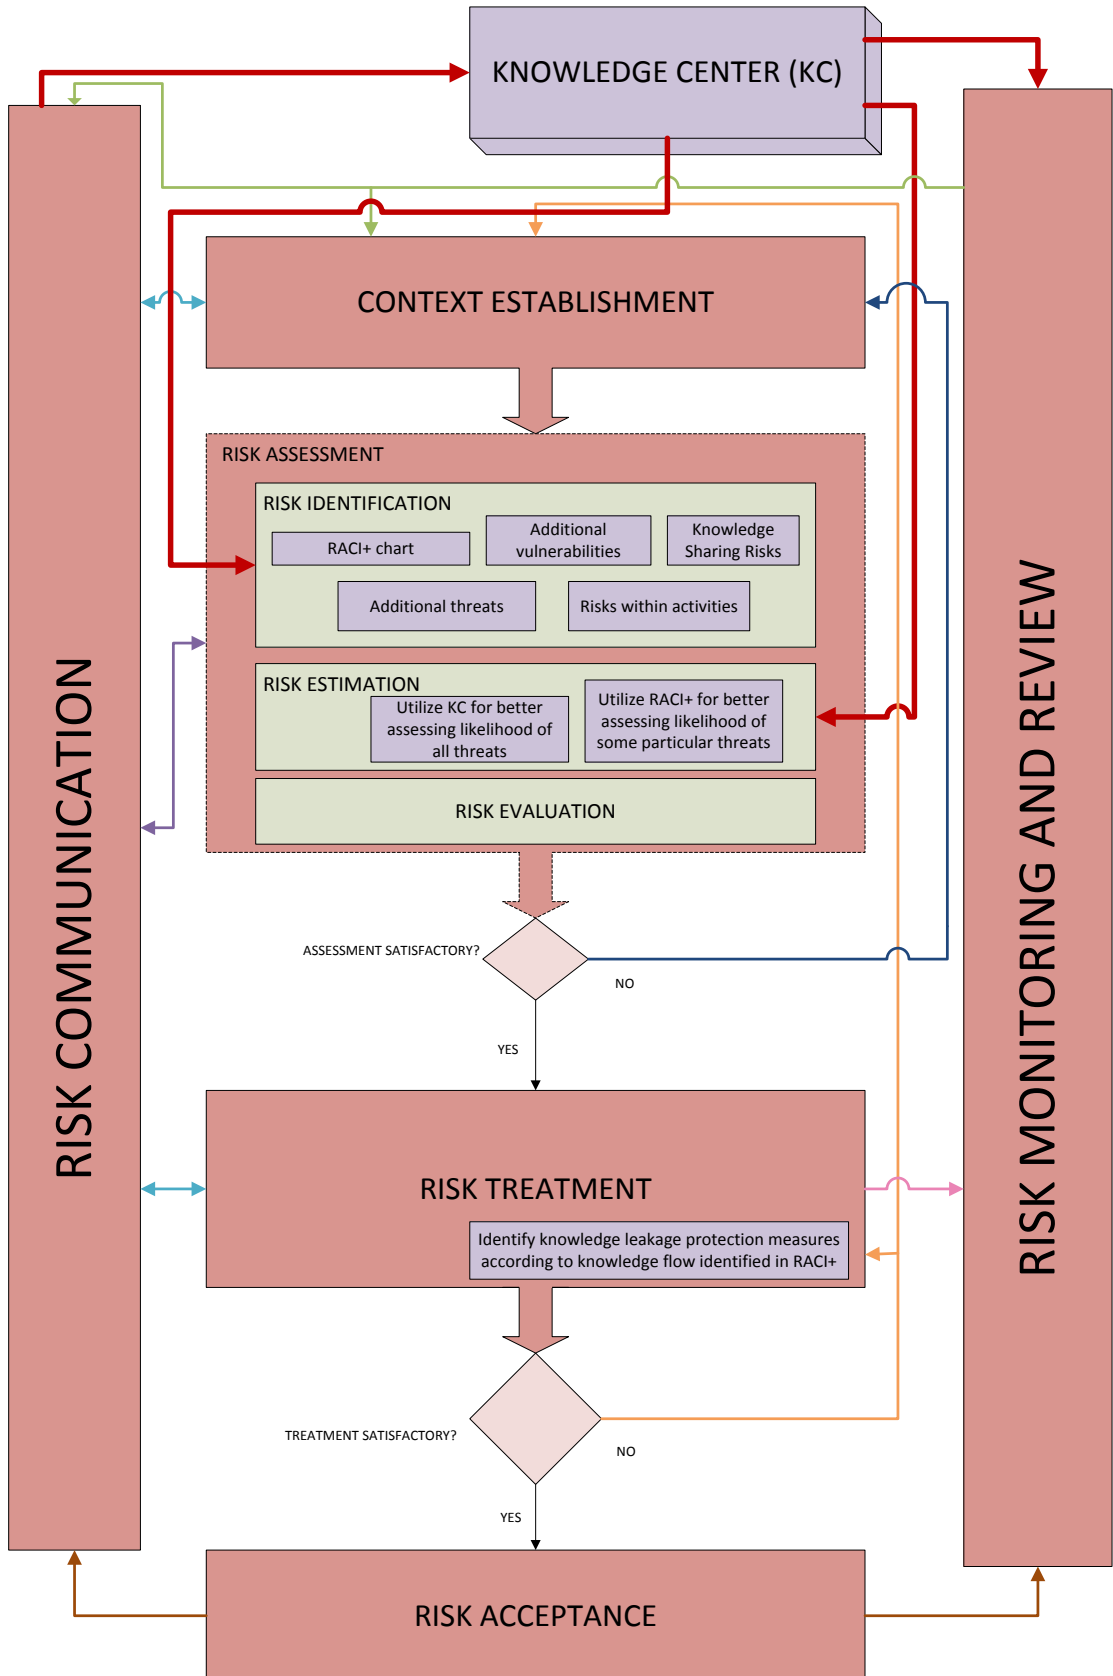 KNOWLEDGE CENTER (KC)
CONTEXT ESTABLISHMENT
RISK ASSESSMENT
RISK IDENTIFICATION
RACI+ chart
Additional
vulnerabilities
Knowledge
Sharing Risks
Additional threats
Risks within activities
RISK ESTIMATION
Utilize KC for better
assessing likelihood of
all threats
Utilize RACI+ for better
assessing likelihood of
some particular threats
RISK EVALUATION
ASSESSMENT SATISFACTORY?
NO
YES
RISK TREATMENT
Identify knowledge leakage protection measures
according to knowledge flow identified in RACI+
TREATMENT SATISFACTORY?
NO
YES
RISK ACCEPTANCE
RISK COMMUNICATION
RISK MONITORING AND REVIEW